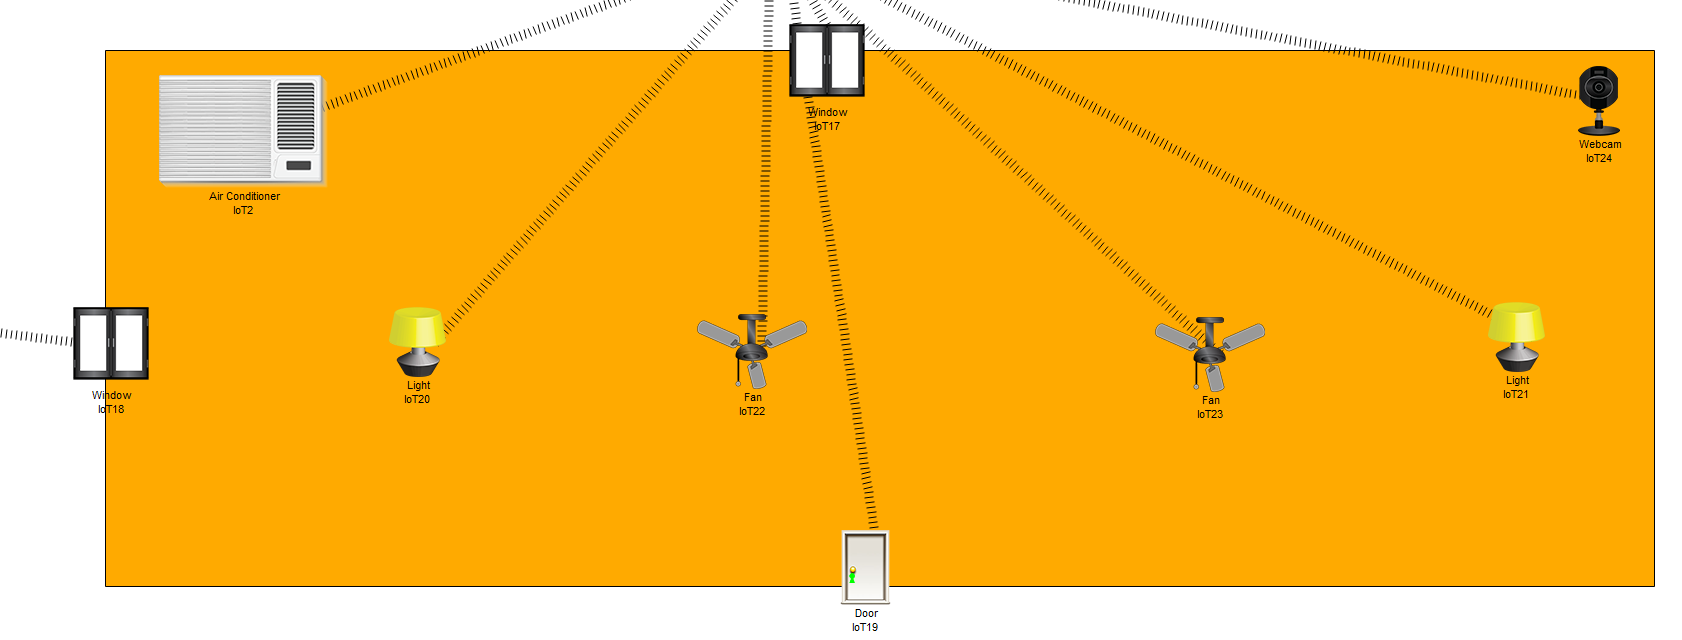 Window
IoT17
Webcam
IoT24
Air Conditioner
IoT2
Window
IoT18
Light
IoT20
Fan
IoT22
Fan
IoT23
Light
IoT21
Door
IoT19